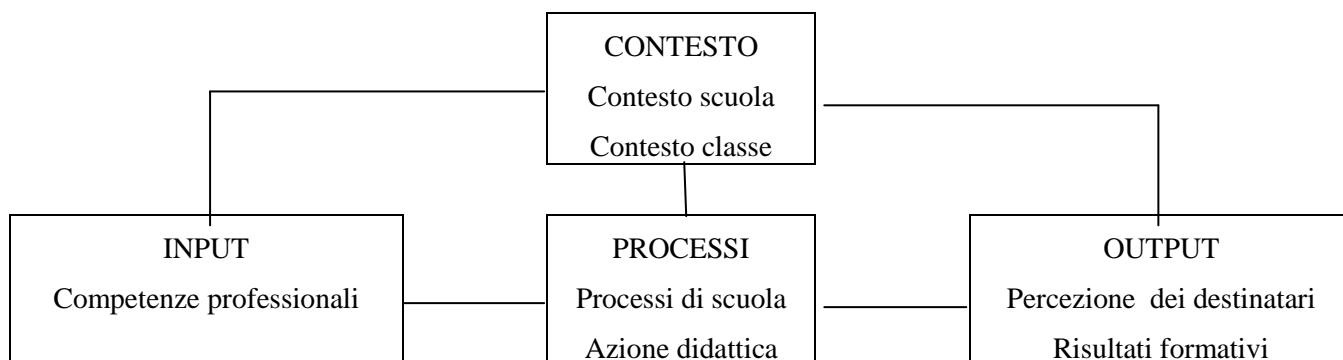 CONTESTO
Contesto scuola
Contesto classe
INPUT
Competenze professionali
PROCESSI
Processi di scuola
Azione didattica
OUTPUT
Percezione dei destinatari
Risultati formativi